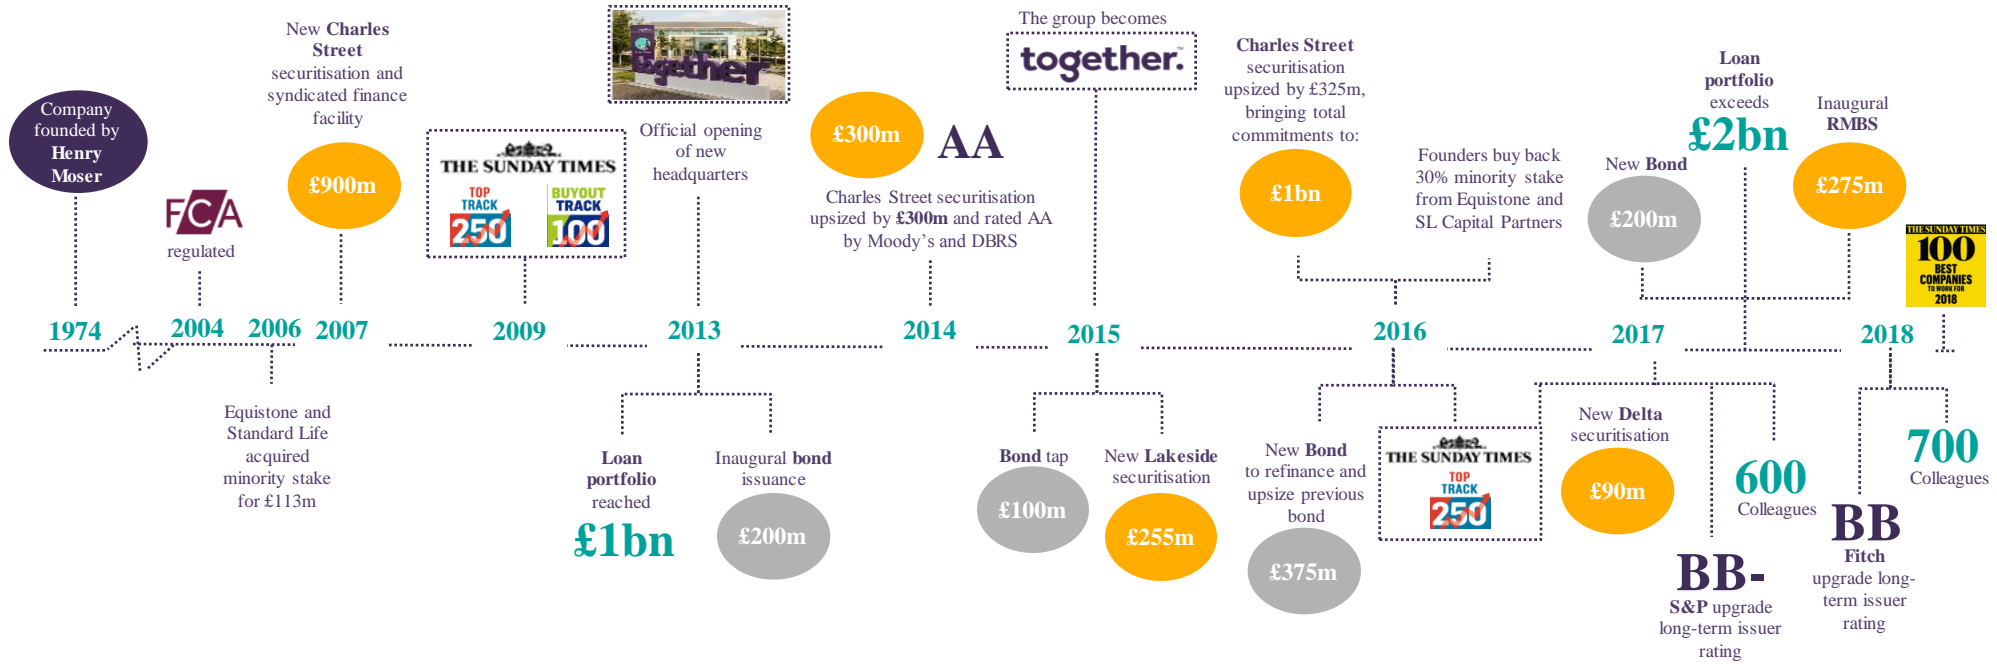 Company
founded by
Henry
Moser
FCA
regulated
New Charles
Street
securitisation and
syndicated finance
facility
£900m
THE SUNDAY TIMES
TOP
TRACK
250
BUYOUT
TRACK
100
together
Official opening
of new
headquarters
£300m
AA
Charles Street securitisation
upsized by £300m and rated AA
by Moody's and DBRS
The group becomes
together.™
Charles Street
securitisation
upsized by £325m,
bringing total
commitments to:
£1bn
Founders buy back
30% minority stake
from Equistone and
SL Capital Partners
New Bond
£200m
Loan
portfolio
exceeds
£2bn
Inaugural
RMBS
£275m
THE SUNDAY TIMES
100
BEST
COMPANIES
TO WORK FOR
2018
1974
2004
2006
2007
2009
2013
2014
2015
2016
2017
2018
Equistone and
Standard Life
acquired
minority stake
for £113m
Loan
portfolio
reached
£1bn
Inaugural bond
issuance
£200m
Bond tap
£100m
New Lakeside
securitisation
£255m
New Bond
to refinance and
upsize previous
bond
£375m
THE SUNDAY TIMES
TOP
TRACK
250
New Delta
securitisation
£90m
BB-
S&P upgrade
long-term issuer
rating
600
Colleagues
BB
Fitch
upgrade long-
term issuer
rating
700
Colleagues